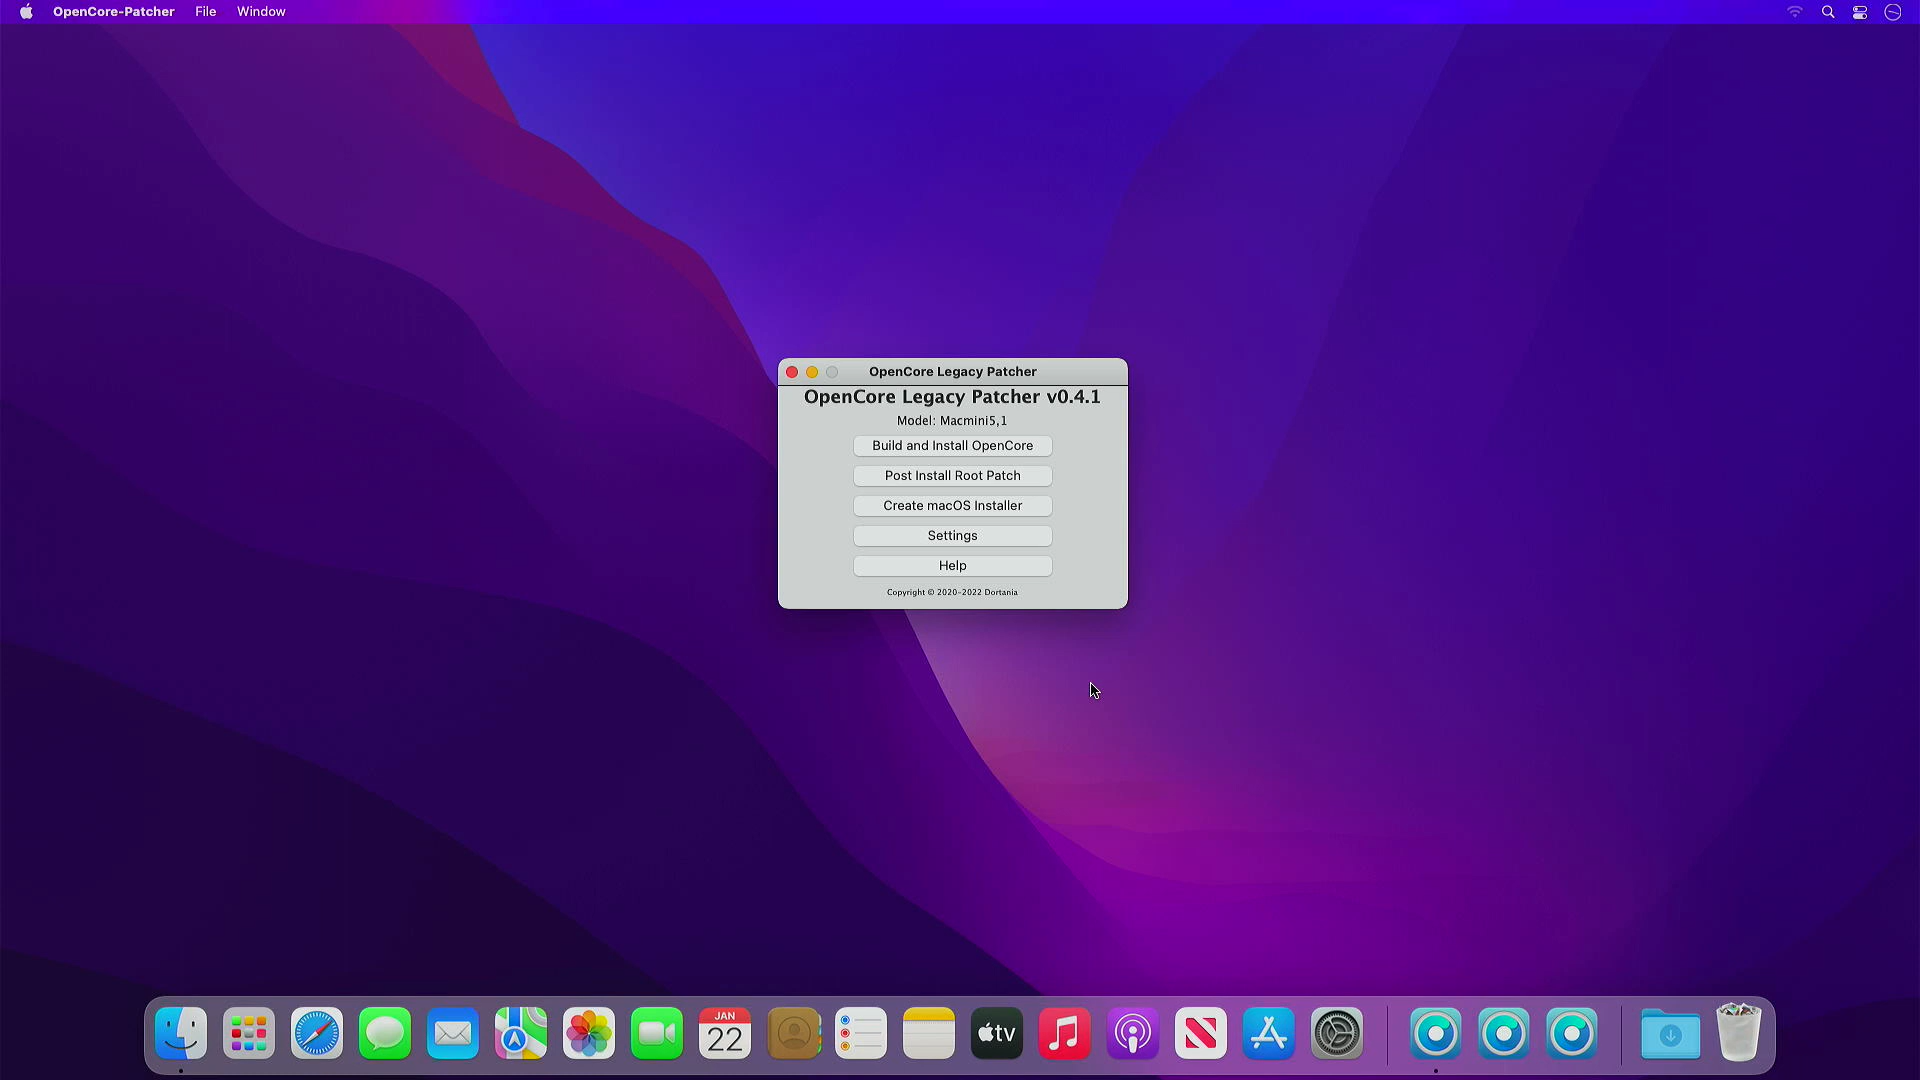 OpenCore-Patcher File Window
OpenCore Legacy Patcher
OpenCore Legacy Patcher v0.4.1
Model: Macmini5,1
Build and Install OpenCore
Post Install Root Patch
Create macOS Installer
Settings
Help
Copyright © 2020-2022 Dortania
JAN
22
tv